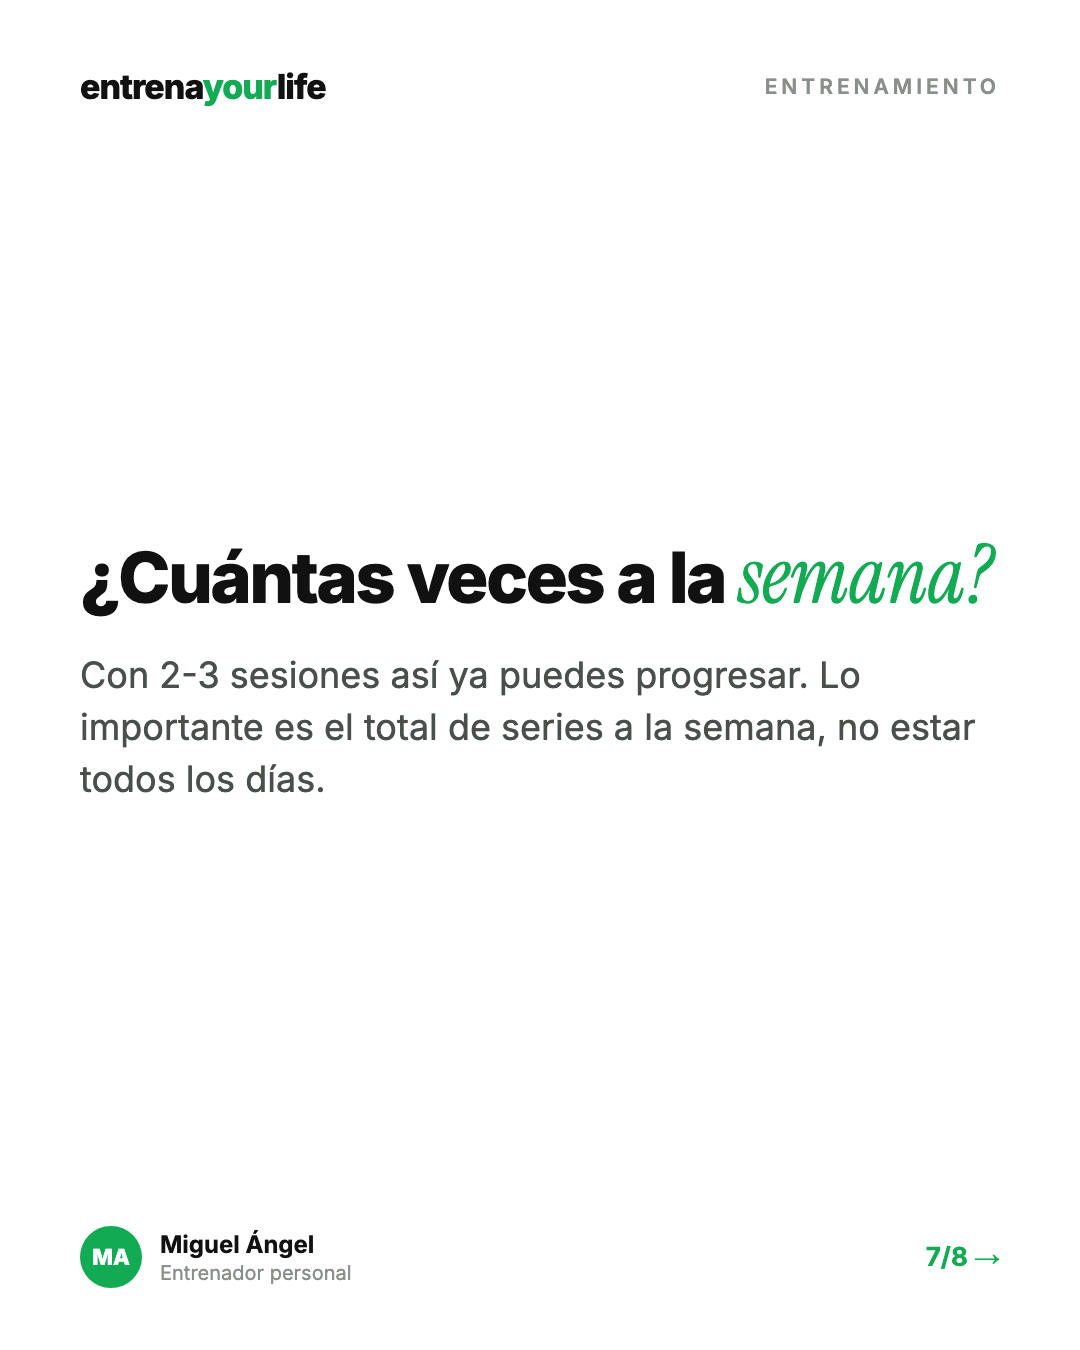 entrenayourlife
ENTRENAMIENTO
¿Cuántas veces a la semana?
Con 2-3 sesiones así ya puedes progresar. Lo
importante es el total de series a la semana, no estar
todos los días.
MA
Miguel Ángel
Entrenador personal
7/8 →